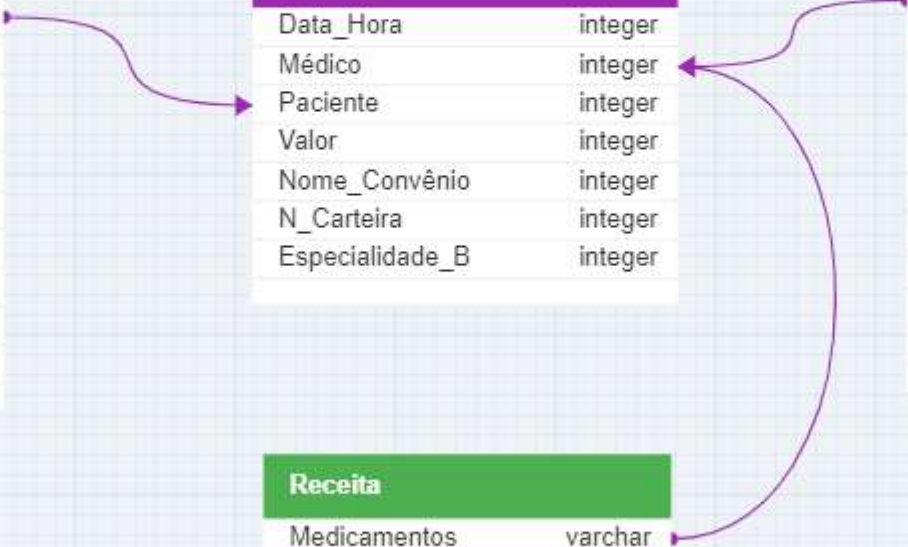 Data_Hora integer
Médico integer
Paciente integer
Valor integer
Nome_Convênio integer
N_Carteira integer
Especialidade_B integer
Receita
Medicamentos varchar